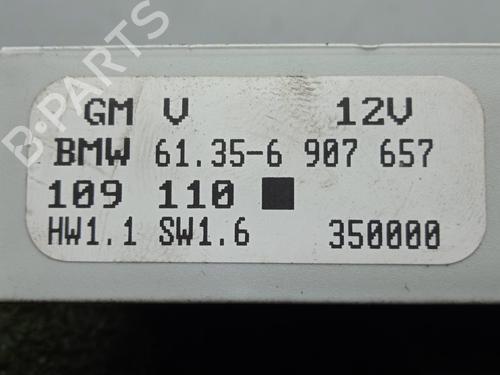 GM V 12V
BMW 61.35-6 907 657
109 110
HW1.1 SW1.6 350000
B-PARTS